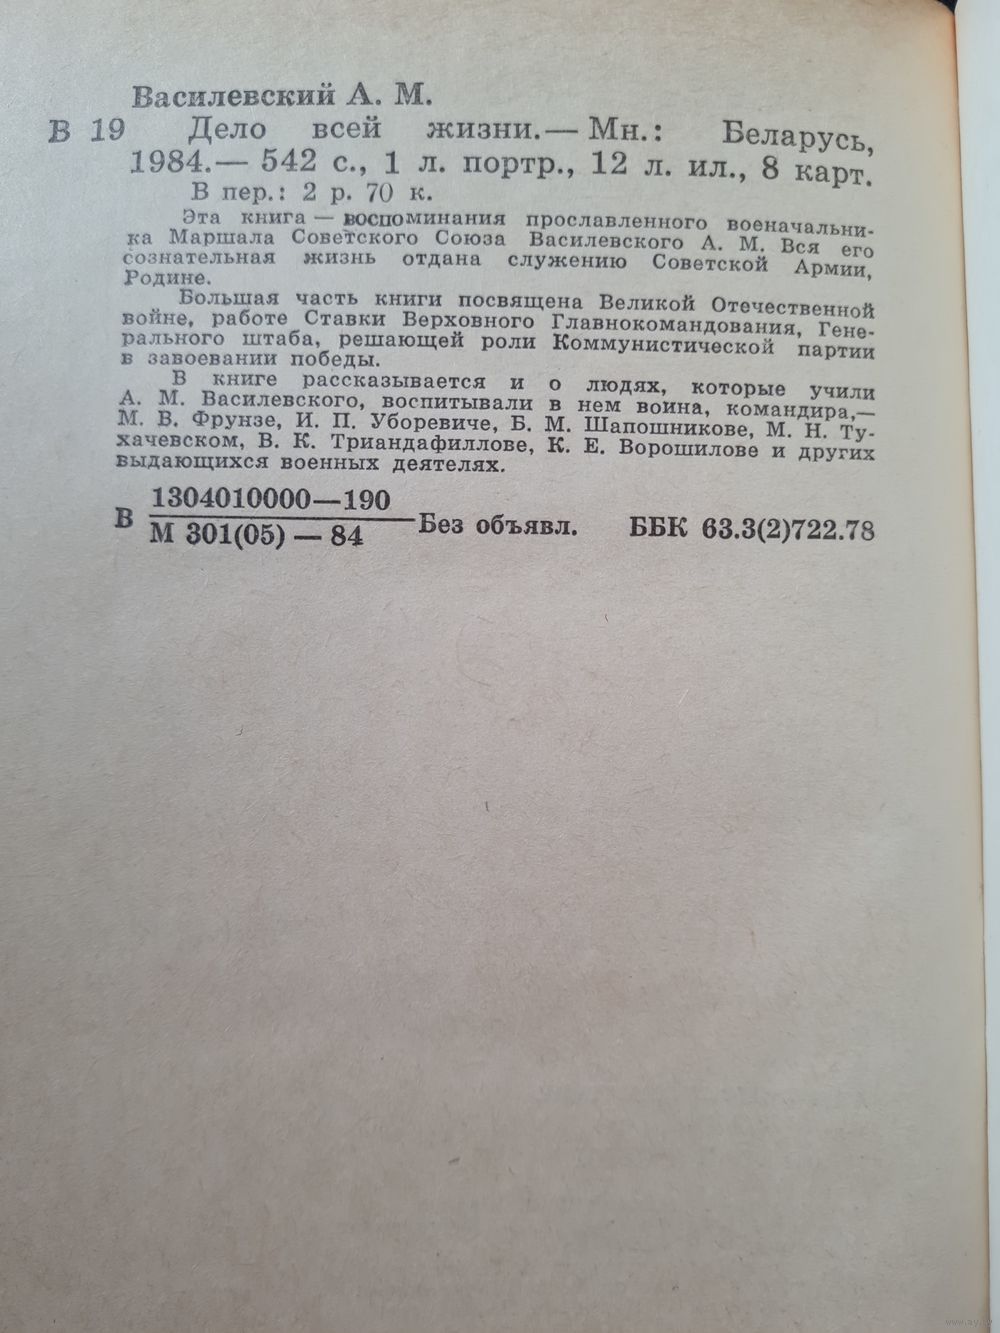 Василевский А. М.
В 19 Дело всей жизни.— Мн.: Беларусь,
1984.— 542 с., 1 л. портр., 12 л. ил., 8 карт.
В пер.: 2 р. 70 к.
Эта книга — воспоминания прославленного военачальни-
ка Маршала Советского Союза Василевского А. М. Вся его
сознательная жизнь отдана служению Советской Армии,
Родине.
Большая часть книги посвящена Великой Отечественной
войне, работе Ставки Верховного Главнокомандования, Гене-
рального штаба, решающей роли Коммунистической партии
в завоевании победы.
В книге рассказывается и о людях, которые учили
А. М. Василевского, воспитывали в нем воина, командира,—
М. В. Фрунзе, И. П. Уборевиче, Б. М. Шапошникове, М. Н. Ту-
хачевском, В. К. Триандафиллове, К. Е. Ворошилове и других
выдающихся военных деятелях.
1304010000—190
В М 301(05) — 84 Без объявл. ББК 63.3(2)722.78